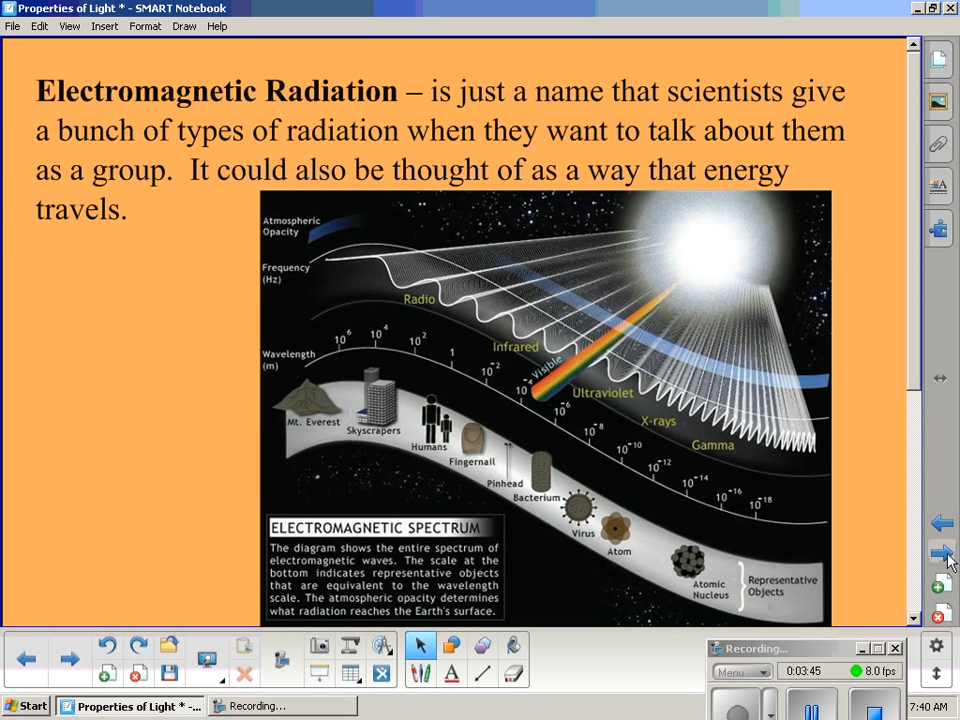 Properties of Light * - SMART Notebook
File Edit View Insert Format Draw Help
Electromagnetic Radiation – is just a name that scientists give
a bunch of types of radiation when they want to talk about them
as a group. It could also be thought of as a way that energy
travels.
Atmospheric
Opacity
Frequency
(Hz)
Radio
Infrared
Visible
Ultraviolet
X-rays
Gamma
Wavelength
(m)
10^6 10^4 10^2 1 10^-2 10^-4 10^-6 10^-8 10^-10 10^-12 10^-14 10^-16 10^-18
Mt. Everest
Skyscrapers
Humans
Fingernail
Pinhead
Bacterium
Virus
Atom
Atomic
Nucleus
Representative
Objects
ELECTROMAGNETIC SPECTRUM
The diagram shows the entire spectrum of
electromagnetic waves. The scale at the
bottom indicates representative objects
that are equivalent to the wavelength
scale. The atmospheric opacity determines
what radiation reaches the Earth's surface.
Recording...
Menu 0:03:45 8.0 fps
Start Properties of Light * -... Recording... 7:40 AM